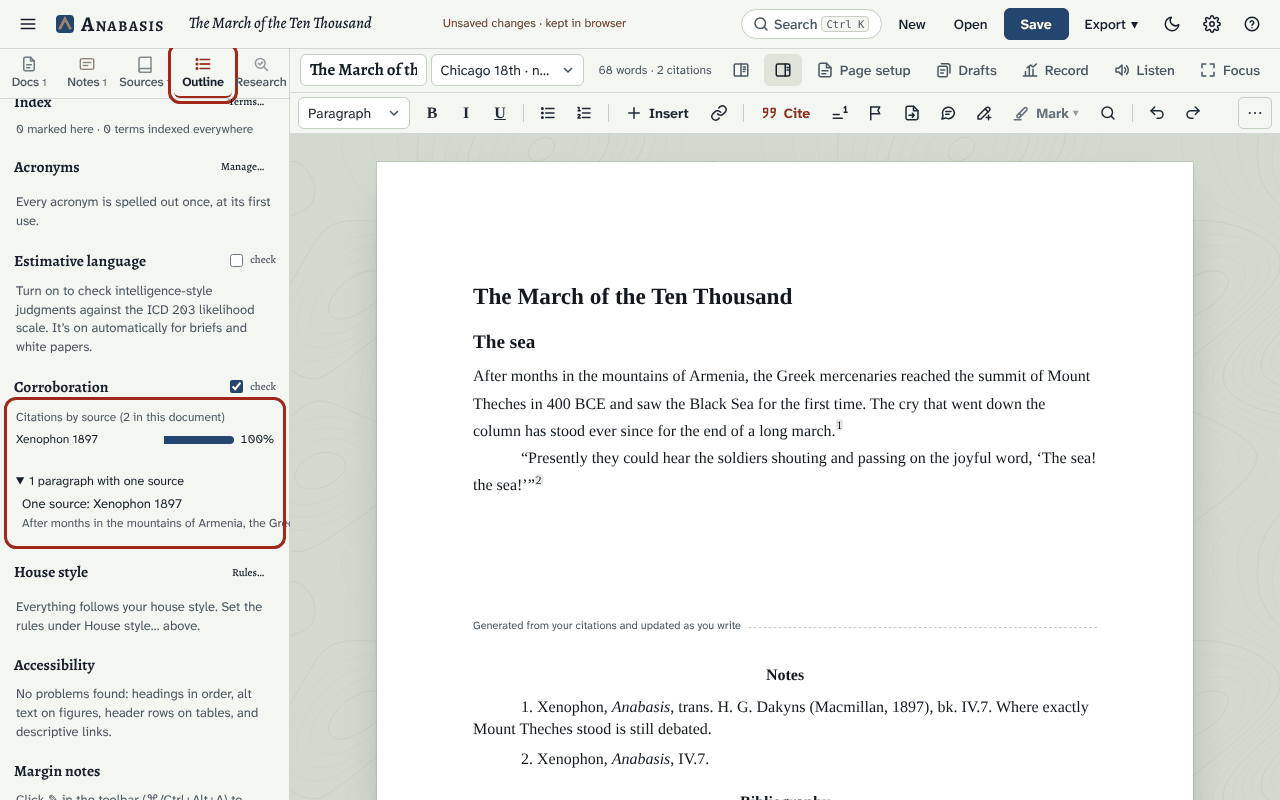 Anabasis
The March of the Ten Thousand
Unsaved changes · kept in browser
Search Ctrl K
New
Open
Save
Export ▾
Docs 1
Notes 1
Sources
Outline
Research
The March of th
Chicago 18th · n...
68 words · 2 citations
Page setup
Drafts
Record
Listen
Focus
Paragraph
B I U
Insert
Cite
Mark ▾
Index
Terms...
0 marked here · 0 terms indexed everywhere
Acronyms
Manage...
Every acronym is spelled out once, at its first
use.
Estimative language
check
Turn on to check intelligence-style
judgments against the ICD 203 likelihood
scale. It's on automatically for briefs and
white papers.
Corroboration
check
Citations by source (2 in this document)
Xenophon 1897 100%
▼ 1 paragraph with one source
One source: Xenophon 1897
After months in the mountains of Armenia, the Gre
House style
Rules...
Everything follows your house style. Set the
rules under House style… above.
Accessibility
No problems found: headings in order, alt
text on figures, header rows on tables, and
descriptive links.
Margin notes
Click ✎ in the toolbar (⌘/Ctrl+Alt+A) to
The March of the Ten Thousand
The sea
After months in the mountains of Armenia, the Greek mercenaries reached the summit of Mount
Theches in 400 BCE and saw the Black Sea for the first time. The cry that went down the
column has stood ever since for the end of a long march.1
“Presently they could hear the soldiers shouting and passing on the joyful word, ‘The sea!
the sea!’”2
Generated from your citations and updated as you write
Notes
1. Xenophon, Anabasis, trans. H. G. Dakyns (Macmillan, 1897), bk. IV.7. Where exactly
Mount Theches stood is still debated.
2. Xenophon, Anabasis, IV.7.
Bibliography